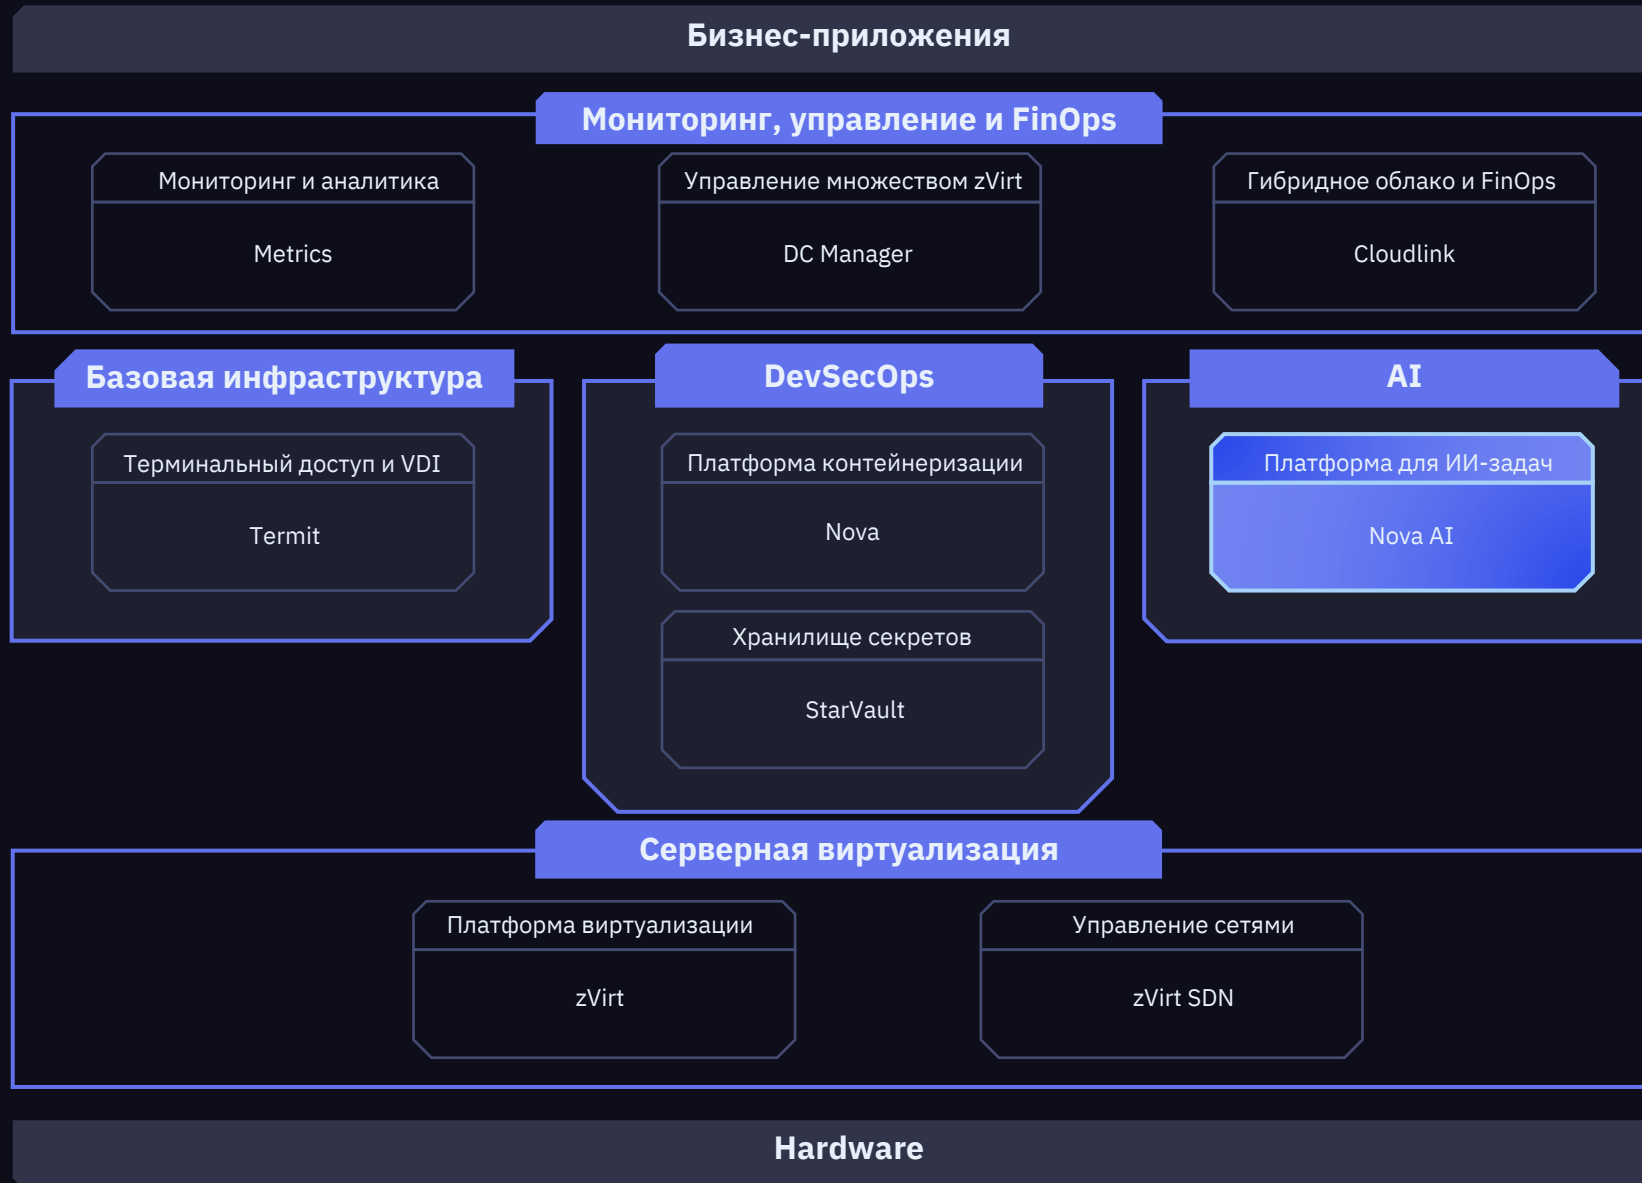 Бизнес-приложения
Мониторинг, управление и FinOps
Мониторинг и аналитика
Metrics
Управление множеством zVirt
DC Manager
Гибридное облако и FinOps
Cloudlink
Базовая инфраструктура
Терминальный доступ и VDI
Termit
DevSecOps
Платформа контейнеризации
Nova
Хранилище секретов
StarVault
AI
Платформа для ИИ-задач
Nova AI
Серверная виртуализация
Платформа виртуализации
zVirt
Управление сетями
zVirt SDN
Hardware